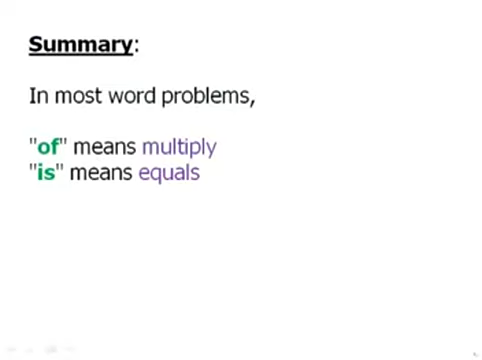 Summary:
In most word problems,
"of" means multiply
"is" means equals